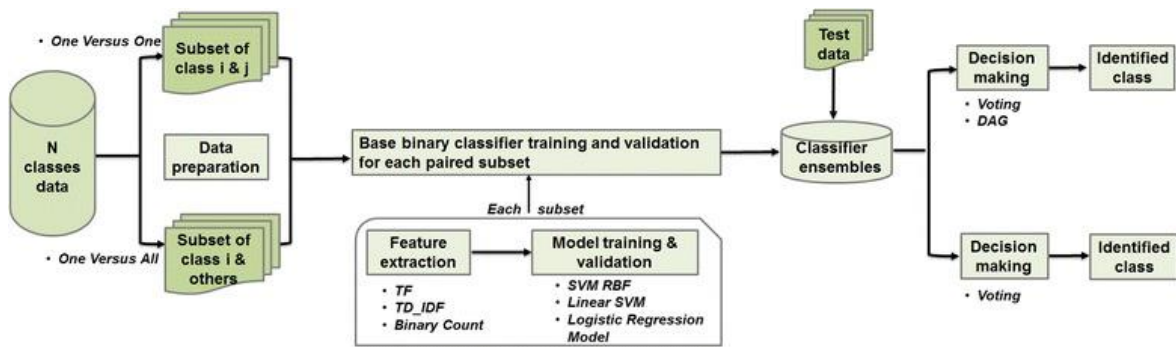 • One Versus One
Subset of
class i & j
N
classes
data
Data
preparation
• One Versus All
Subset of
class i &
others
Base binary classifier training and validation
for each paired subset
Each subset
Feature
extraction
• TF
• TD_IDF
• Binary Count
Model training &
validation
• SVM RBF
• Linear SVM
• Logistic Regression
Model
Test
data
Classifier
ensembles
Decision
making
• Voting
• DAG
Identified
class
Decision
making
• Voting
Identified
class